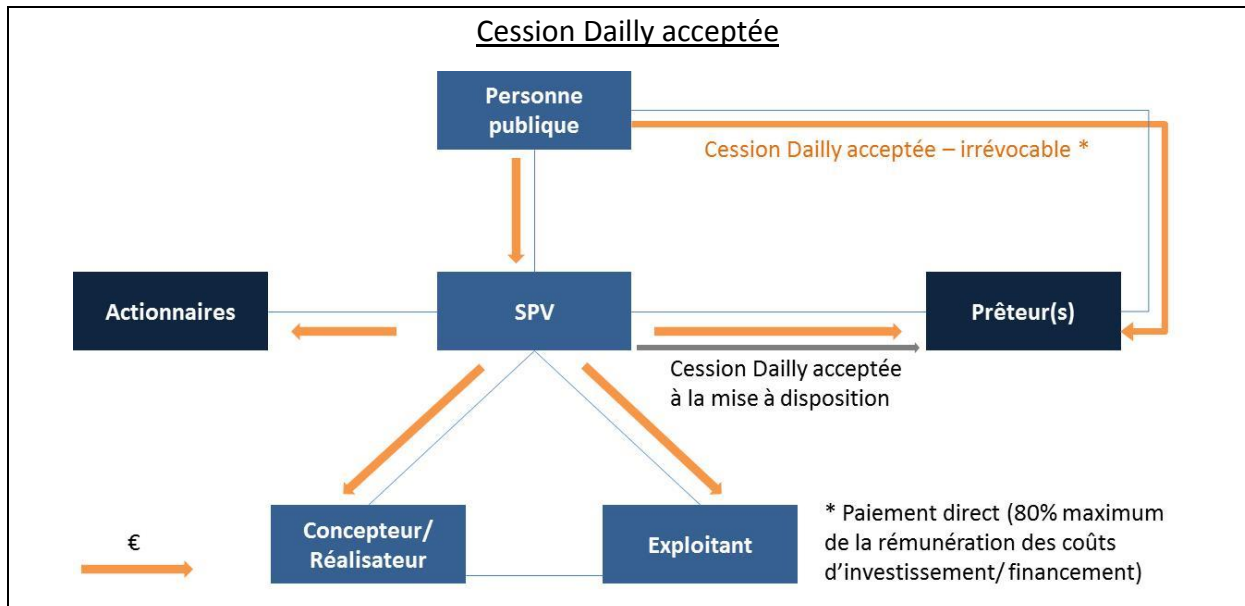 Cession Dailly acceptée
Personne
publique
Cession Dailly acceptée – irrévocable *
Actionnaires
SPV
Prêteur(s)
Cession Dailly acceptée
à la mise à disposition
Concepteur/
Réalisateur
Exploitant
* Paiement direct (80% maximum
de la rémunération des coûts
d’investissement/ financement)
€